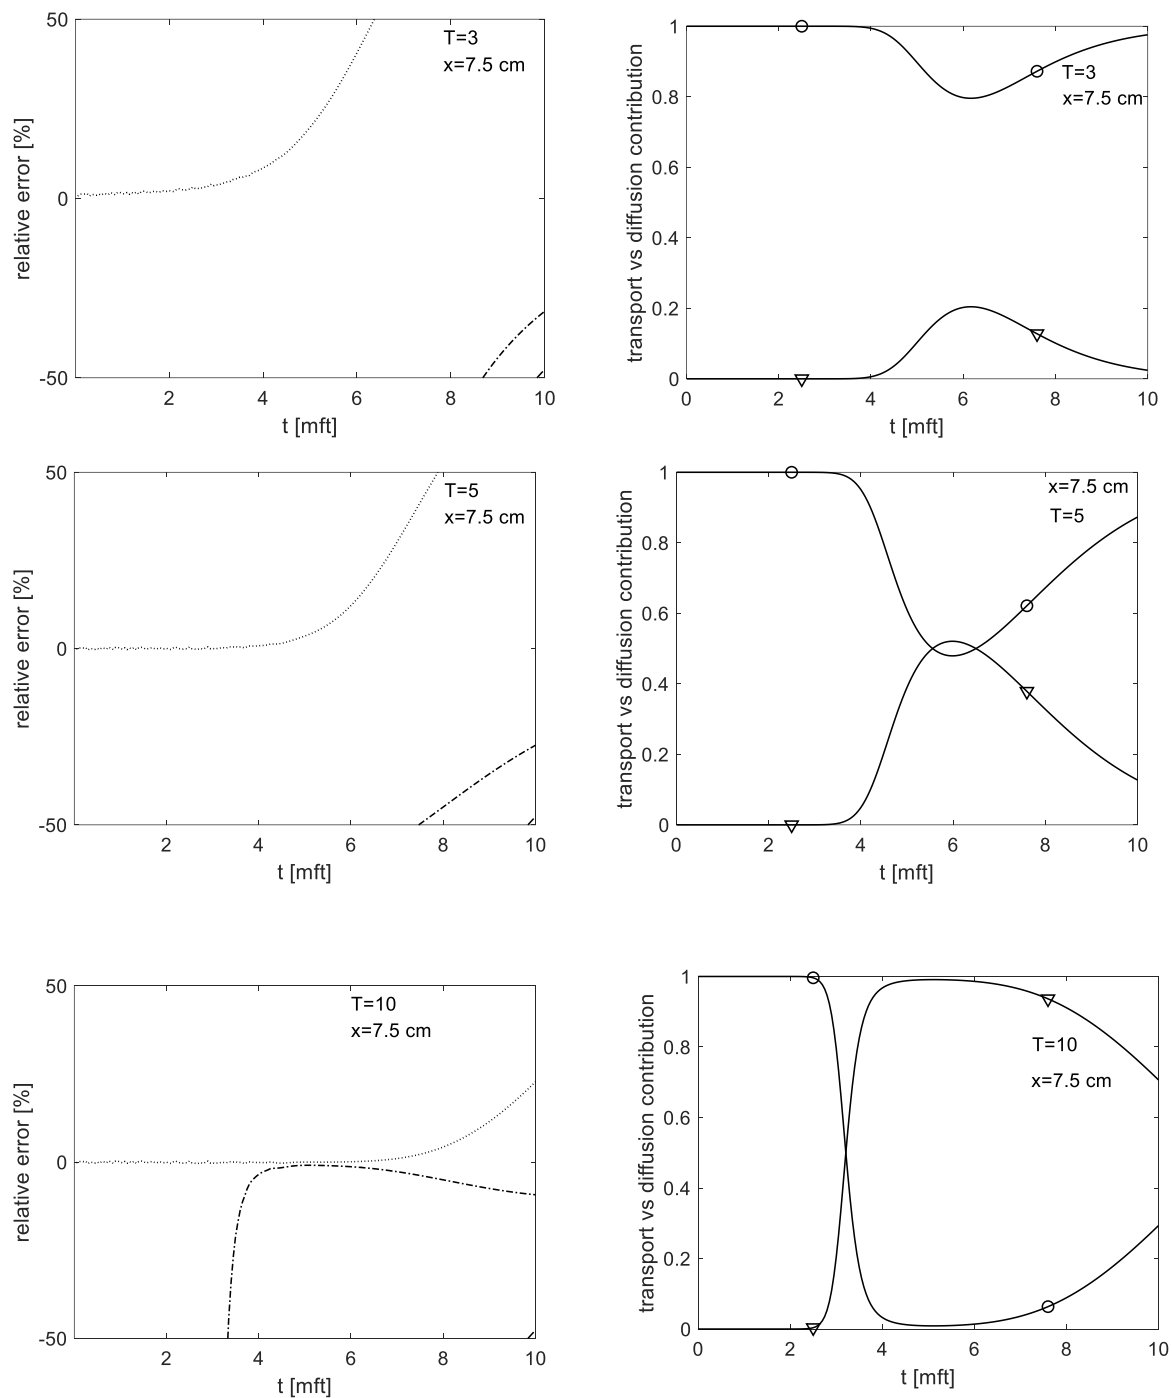 50
0
-50
relative error [%]
T=3
x=7.5 cm
2 4 6 8 10
t [mft]
1
0.8
0.6
0.4
0.2
0
transport vs diffusion contribution
T=3
x=7.5 cm
0 2 4 6 8 10
t [mft]
50
0
-50
relative error [%]
T=5
x=7.5 cm
2 4 6 8 10
t [mft]
1
0.8
0.6
0.4
0.2
0
transport vs diffusion contribution
x=7.5 cm
T=5
0 2 4 6 8 10
t [mft]
50
0
-50
relative error [%]
T=10
x=7.5 cm
2 4 6 8 10
t [mft]
1
0.8
0.6
0.4
0.2
0
transport vs diffusion contribution
T=10
x=7.5 cm
0 2 4 6 8 10
t [mft]